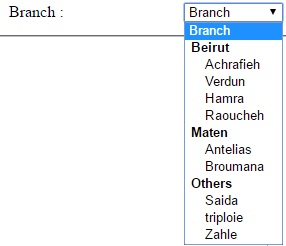 Branch : Branch
Branch
Beirut
Achrafieh
Verdun
Hamra
Raoucheh
Maten
Antelias
Broumana
Others
Saida
triploie
Zahle